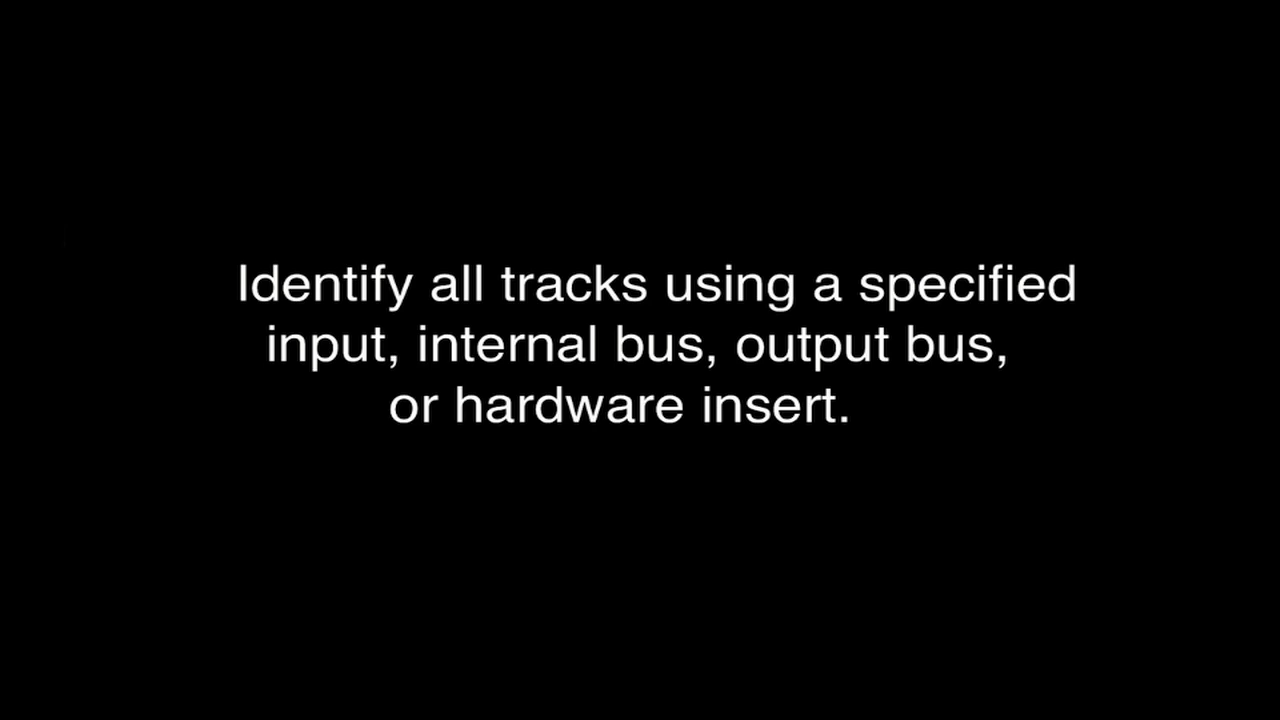 Identify all tracks using a specified
input, internal bus, output bus,
or hardware insert.